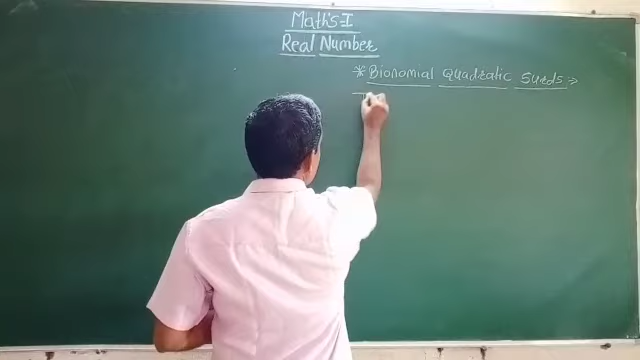 Math's-I
Real Number
* Bionomial Quadratic Surds →